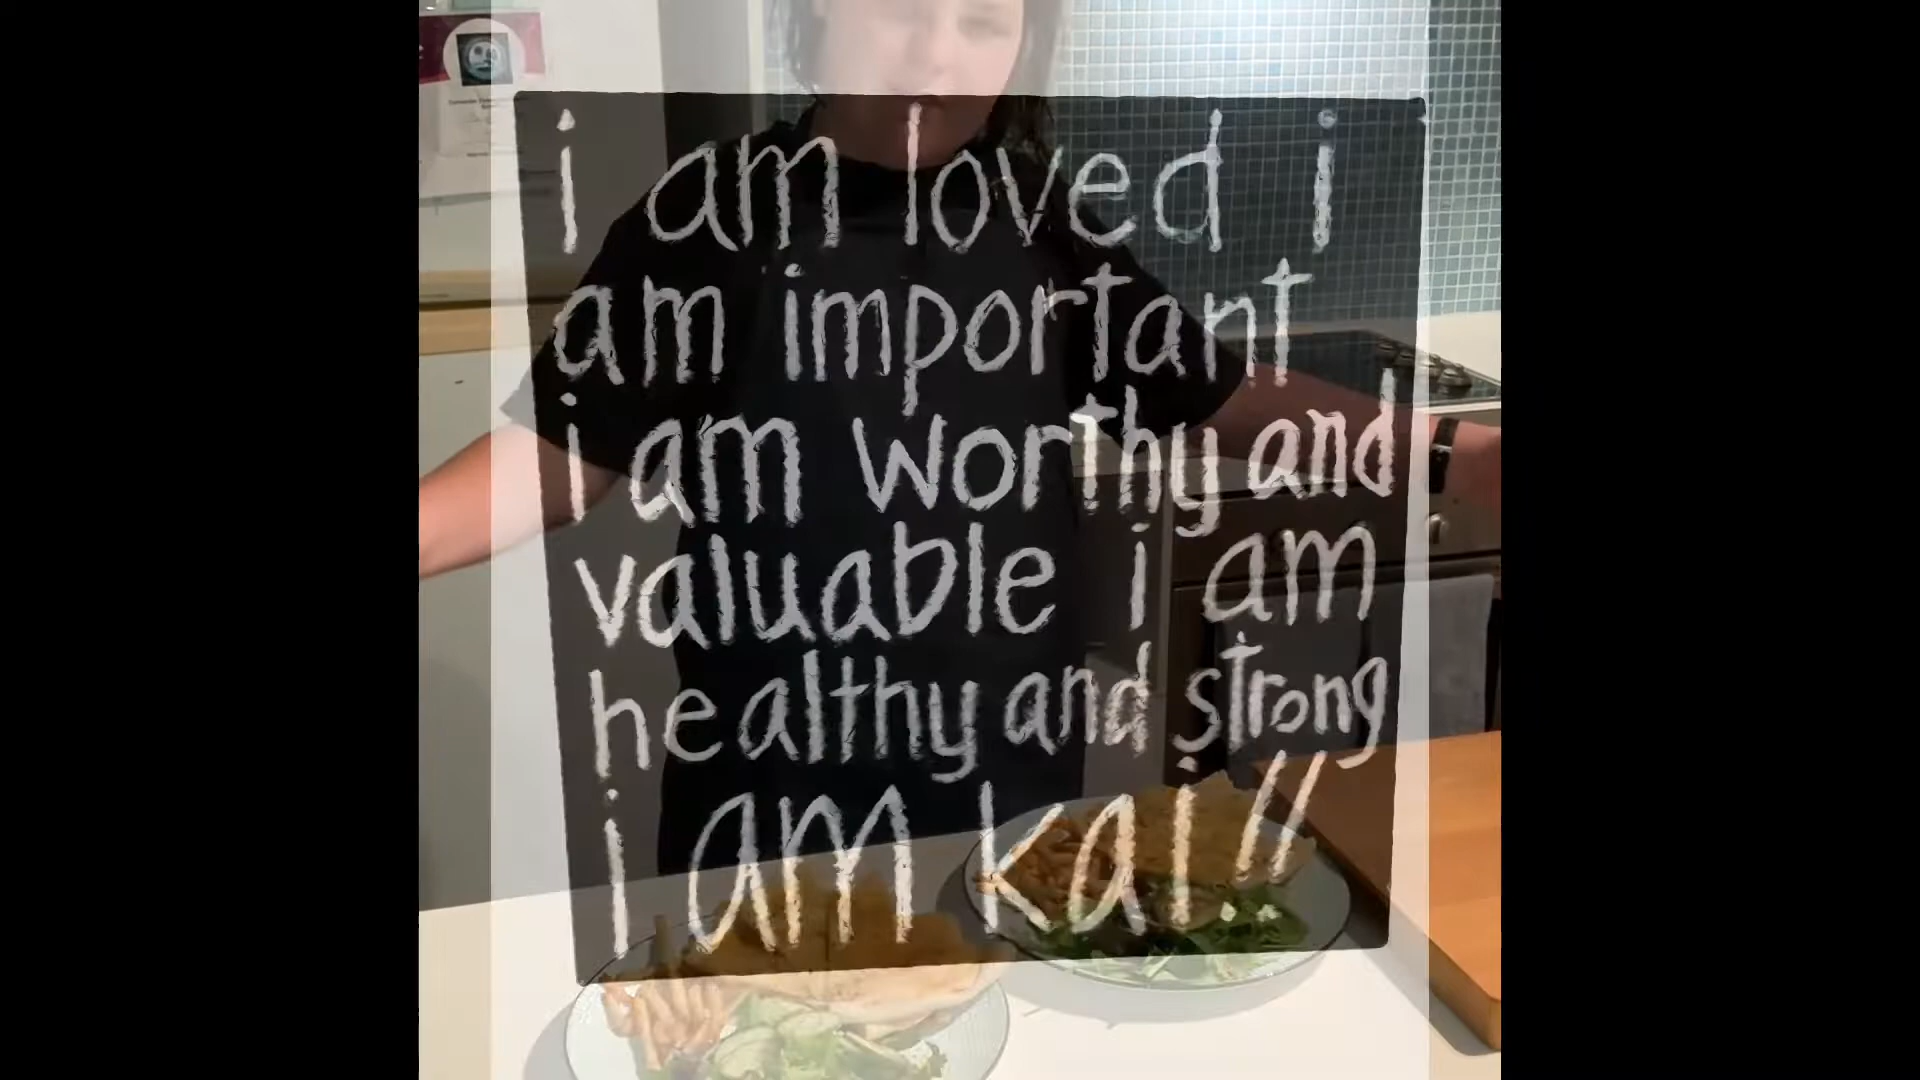 i am loved i
am important
i am worthy and
valuable i am
healthy and strong
i am kai !!